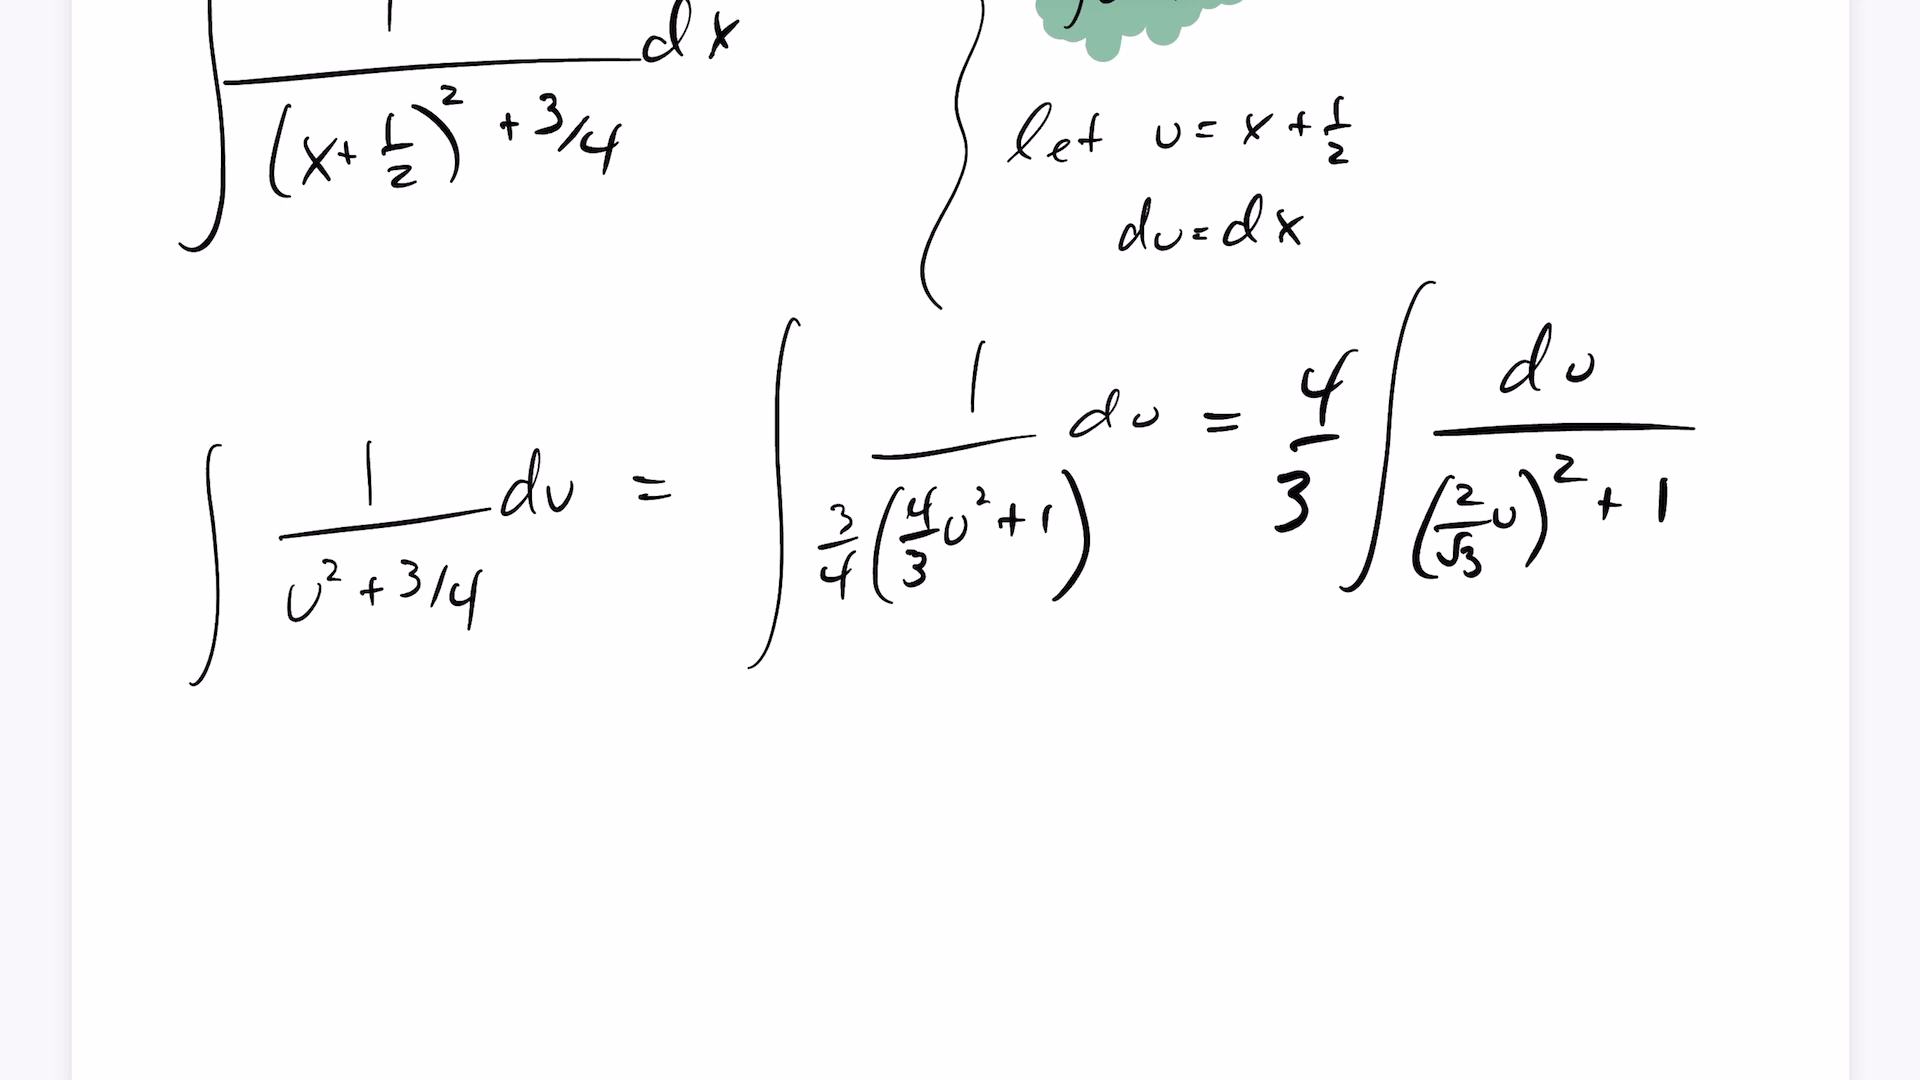 ∫ 1/((x + 1/2)² + 3/4) dx
let u = x + 1/2
du = dx
∫ 1/(u² + 3/4) du = ∫ 1/(3/4 (4/3 u² + 1)) du = 4/3 ∫ du/((2/√3 u)² + 1)